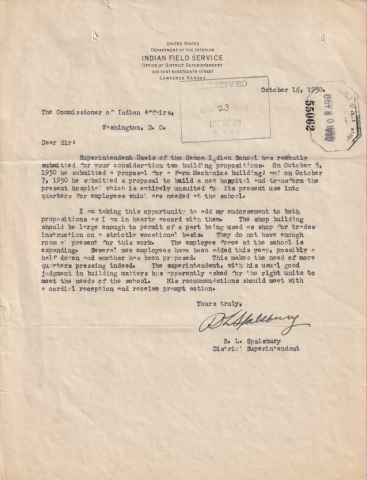 UNITED STATES
DEPARTMENT OF THE INTERIOR
INDIAN FIELD SERVICE
OFFICE OF DISTRICT SUPERINTENDENT
EAST NINETEENTH STREET
LAWRENCE KANSAS
October 16, 1930.
RECEIVED
23
55062
The Commissioner of Indian Affairs,
Washington, D. C.
Dear Sir:
Superintendent Davis of the Genoa Indian School has recently
submitted for your consideration two building propositions. On October 3,
1930 he submitted a proposal for a Farm Mechanics building; and on October
7, 1930 he submitted a proposal to build a new hospital and transform the
present hospital which is entirely unsuited to its present use into
quarters for employees which are needed at the school.
I am taking this opportunity to add my endorsement to both
propositions as I am in hearty accord with them. The shop building
should be large enough to permit of a part being used as shop for trades
instruction on a strictly vocational basis. They do not have enough
room at present for this work. The employee force at the school is
expanding. Several new employees have been added this year, possibly a
half dozen and another has been proposed. This makes the need of more
quarters pressing indeed. The superintendent, with his usual good
judgment in building matters has apparently asked for the right units to
meet the needs of the school. His recommendations should meet with
a cordial reception and receive prompt action.
Yours truly,
R L Spalsbury
R. L. Spalsbury
District Superintendent